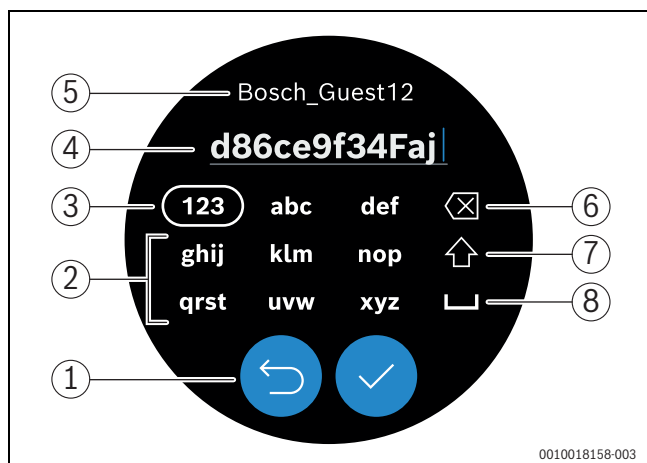 5 Bosch_Guest12
4 d86ce9f34Faj
3 123 abc def 6
2 ghij klm nop 7
qrst uvw xyz 8
1
0010018158-003